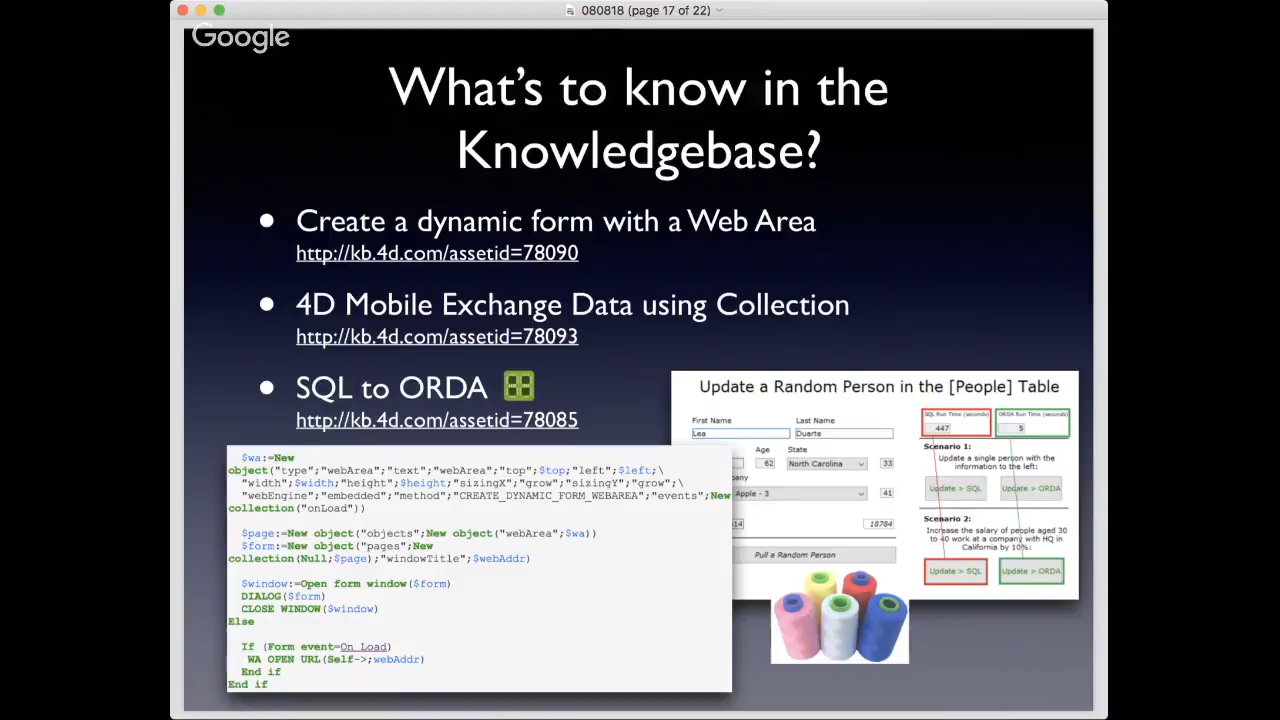 080818 (page 17 of 22)
Google
What's to know in the
Knowledgebase?
• Create a dynamic form with a Web Area
http://kb.4d.com/assetid=78090
• 4D Mobile Exchange Data using Collection
http://kb.4d.com/assetid=78093
• SQL to ORDA
http://kb.4d.com/assetid=78085
$wa:=New
object("type";"webArea";"text";"webArea";"top";$top;"left";$left;\
"width";$width;"height";$height;"sizingX";"grow";"sizingY";"grow";\
"webEngine";"embedded";"method";"CREATE_DYNAMIC_FORM_WEBAREA";"events";New
collection("onLoad"))
$page:=New object("objects";New object("webArea";$wa))
$form:=New object("pages";New
collection(Null;$page);"windowTitle";$webAddr)
$window:=Open form window($form)
DIALOG($form)
CLOSE WINDOW($window)
Else
If (Form event=On Load)
WA OPEN URL(Self->;webAddr)
End if
End if
Update a Random Person in the [People] Table
First Name
Last Name
Lea
Duarte
Age
State
62
North Carolina
33
Apple - 3
41
18784
Pull a Random Person
SQL Run Time (seconds)
ORDA Run Time (seconds)
447
5
Scenario 1:
Update a single person with the
information to the left:
Update > SQL
Update > ORDA
Scenario 2:
Increase the salary of people aged 30
to 40 work at a company with HQ in
California by 10%:
Update > SQL
Update > ORDA